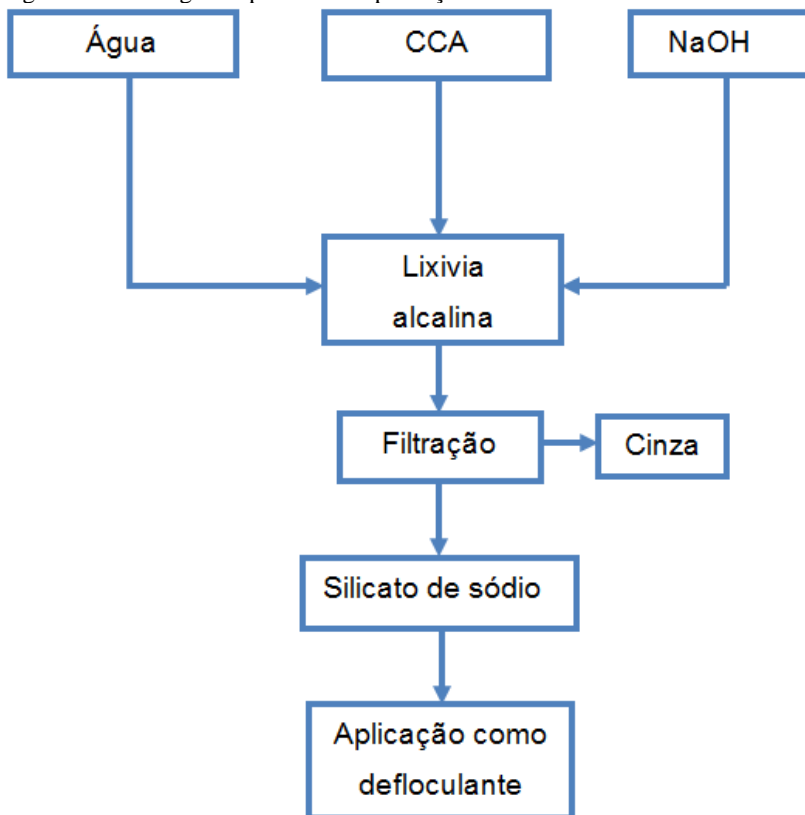 Água
CCA
NaOH
Lixivia
alcalina
Filtração
Cinza
Silicato de sódio
Aplicação como
defloculante